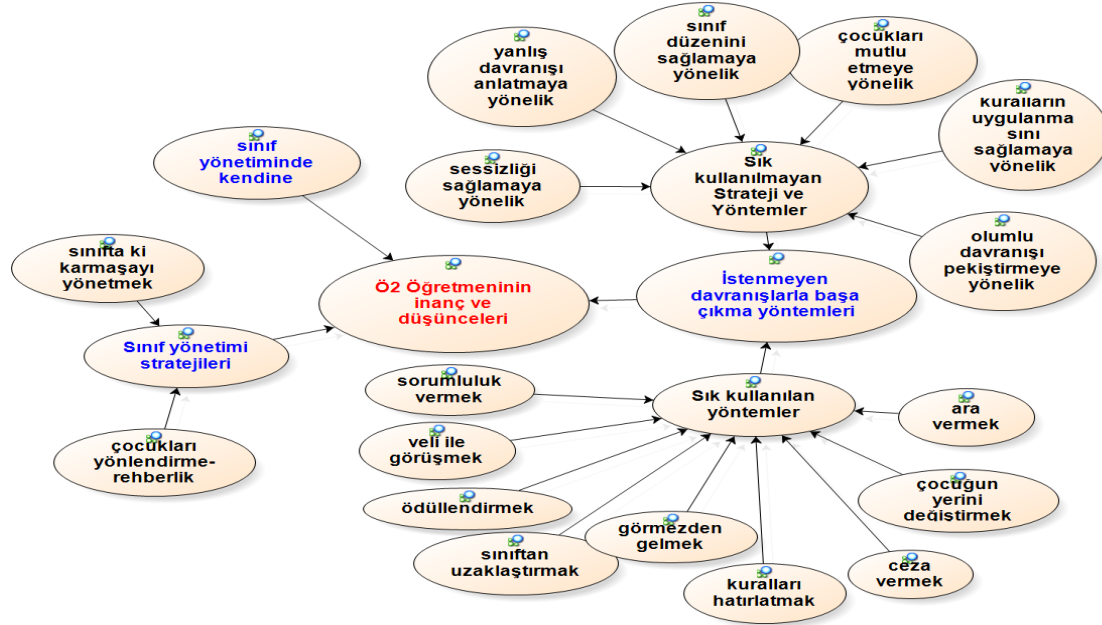 yanlış
davranışı
anlatmaya
yönelik
sınıf
düzenini
sağlamaya
yönelik
çocukları
mutlu
etmeye
yönelik
kuralların
uygulanma
sını
sağlamaya
yönelik
sınıf
yönetiminde
kendine
sessizliği
sağlamaya
yönelik
Sık
kullanılmayan
Strateji ve
Yöntemler
olumlu
davranışı
pekiştirmeye
yönelik
sınıfta ki
karmaşayı
yönetmek
Ö2 Öğretmeninin
inanç ve
düşünceleri
İstenmeyen
davranışlarla başa
çıkma yöntemleri
Sınıf yönetimi
stratejileri
sorumluluk
vermek
Sık kullanılan
yöntemler
ara
vermek
çocukları
yönlendirme-
rehberlik
veli ile
görüşmek
ödüllendirmek
çocuğun
yerini
değiştirmek
sınıftan
uzaklaştırmak
görmezden
gelmek
kuralları
hatırlatmak
ceza
vermek